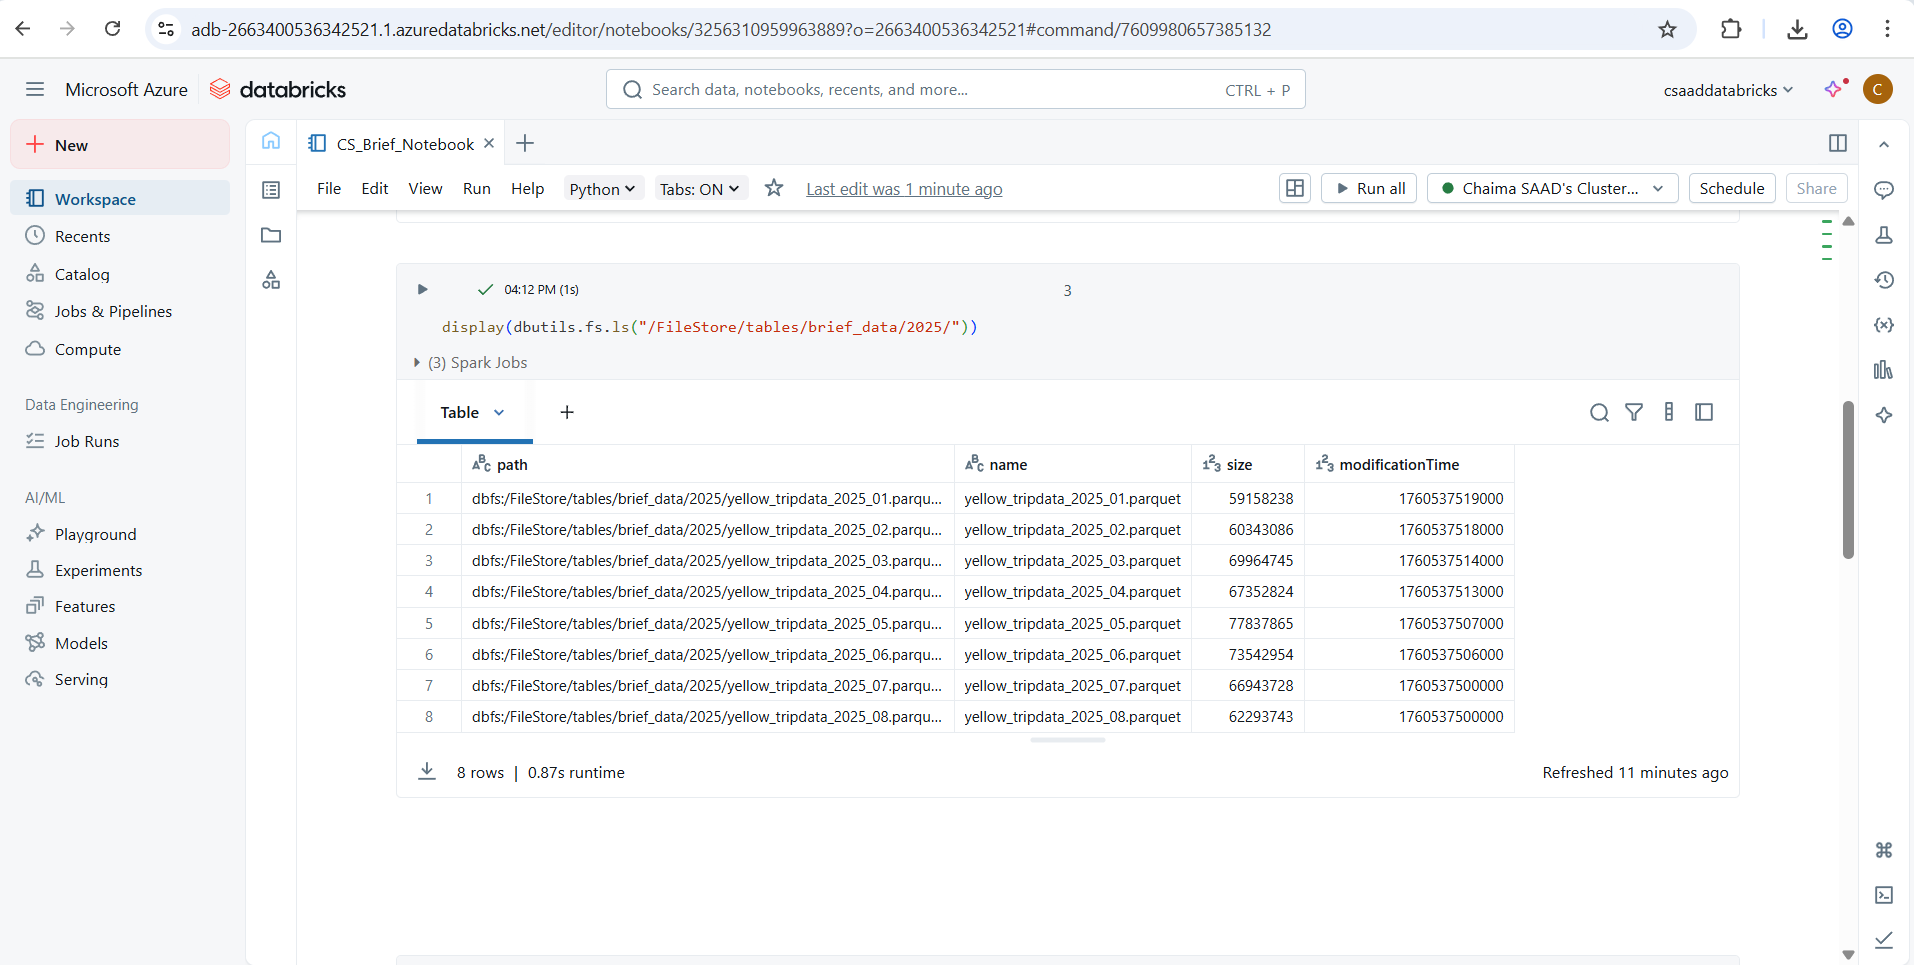 adb-2663400536342521.1.azuredatabricks.net/editor/notebooks/3256310959963889?o=2663400536342521#command/7609980657385132
Microsoft Azure databricks Search data, notebooks, recents, and more... CTRL + P csaaddatabricks C
New
Workspace
Recents
Catalog
Jobs & Pipelines
Compute
Data Engineering
Job Runs
AI/ML
Playground
Experiments
Features
Models
Serving
CS_Brief_Notebook
File Edit View Run Help Python Tabs: ON Last edit was 1 minute ago Run all Chaima SAAD's Cluster... Schedule Share
04:12 PM (1s) 3
display(dbutils.fs.ls("/FileStore/tables/brief_data/2025/"))
(3) Spark Jobs
Table +
path name size modificationTime
1 dbfs:/FileStore/tables/brief_data/2025/yellow_tripdata_2025_01.parqu... yellow_tripdata_2025_01.parquet 59158238 1760537519000
2 dbfs:/FileStore/tables/brief_data/2025/yellow_tripdata_2025_02.parqu... yellow_tripdata_2025_02.parquet 60343086 1760537518000
3 dbfs:/FileStore/tables/brief_data/2025/yellow_tripdata_2025_03.parqu... yellow_tripdata_2025_03.parquet 69964745 1760537514000
4 dbfs:/FileStore/tables/brief_data/2025/yellow_tripdata_2025_04.parqu... yellow_tripdata_2025_04.parquet 67352824 1760537513000
5 dbfs:/FileStore/tables/brief_data/2025/yellow_tripdata_2025_05.parqu... yellow_tripdata_2025_05.parquet 77837865 1760537507000
6 dbfs:/FileStore/tables/brief_data/2025/yellow_tripdata_2025_06.parqu... yellow_tripdata_2025_06.parquet 73542954 1760537506000
7 dbfs:/FileStore/tables/brief_data/2025/yellow_tripdata_2025_07.parqu... yellow_tripdata_2025_07.parquet 66943728 1760537500000
8 dbfs:/FileStore/tables/brief_data/2025/yellow_tripdata_2025_08.parqu... yellow_tripdata_2025_08.parquet 62293743 1760537500000
8 rows | 0.87s runtime Refreshed 11 minutes ago